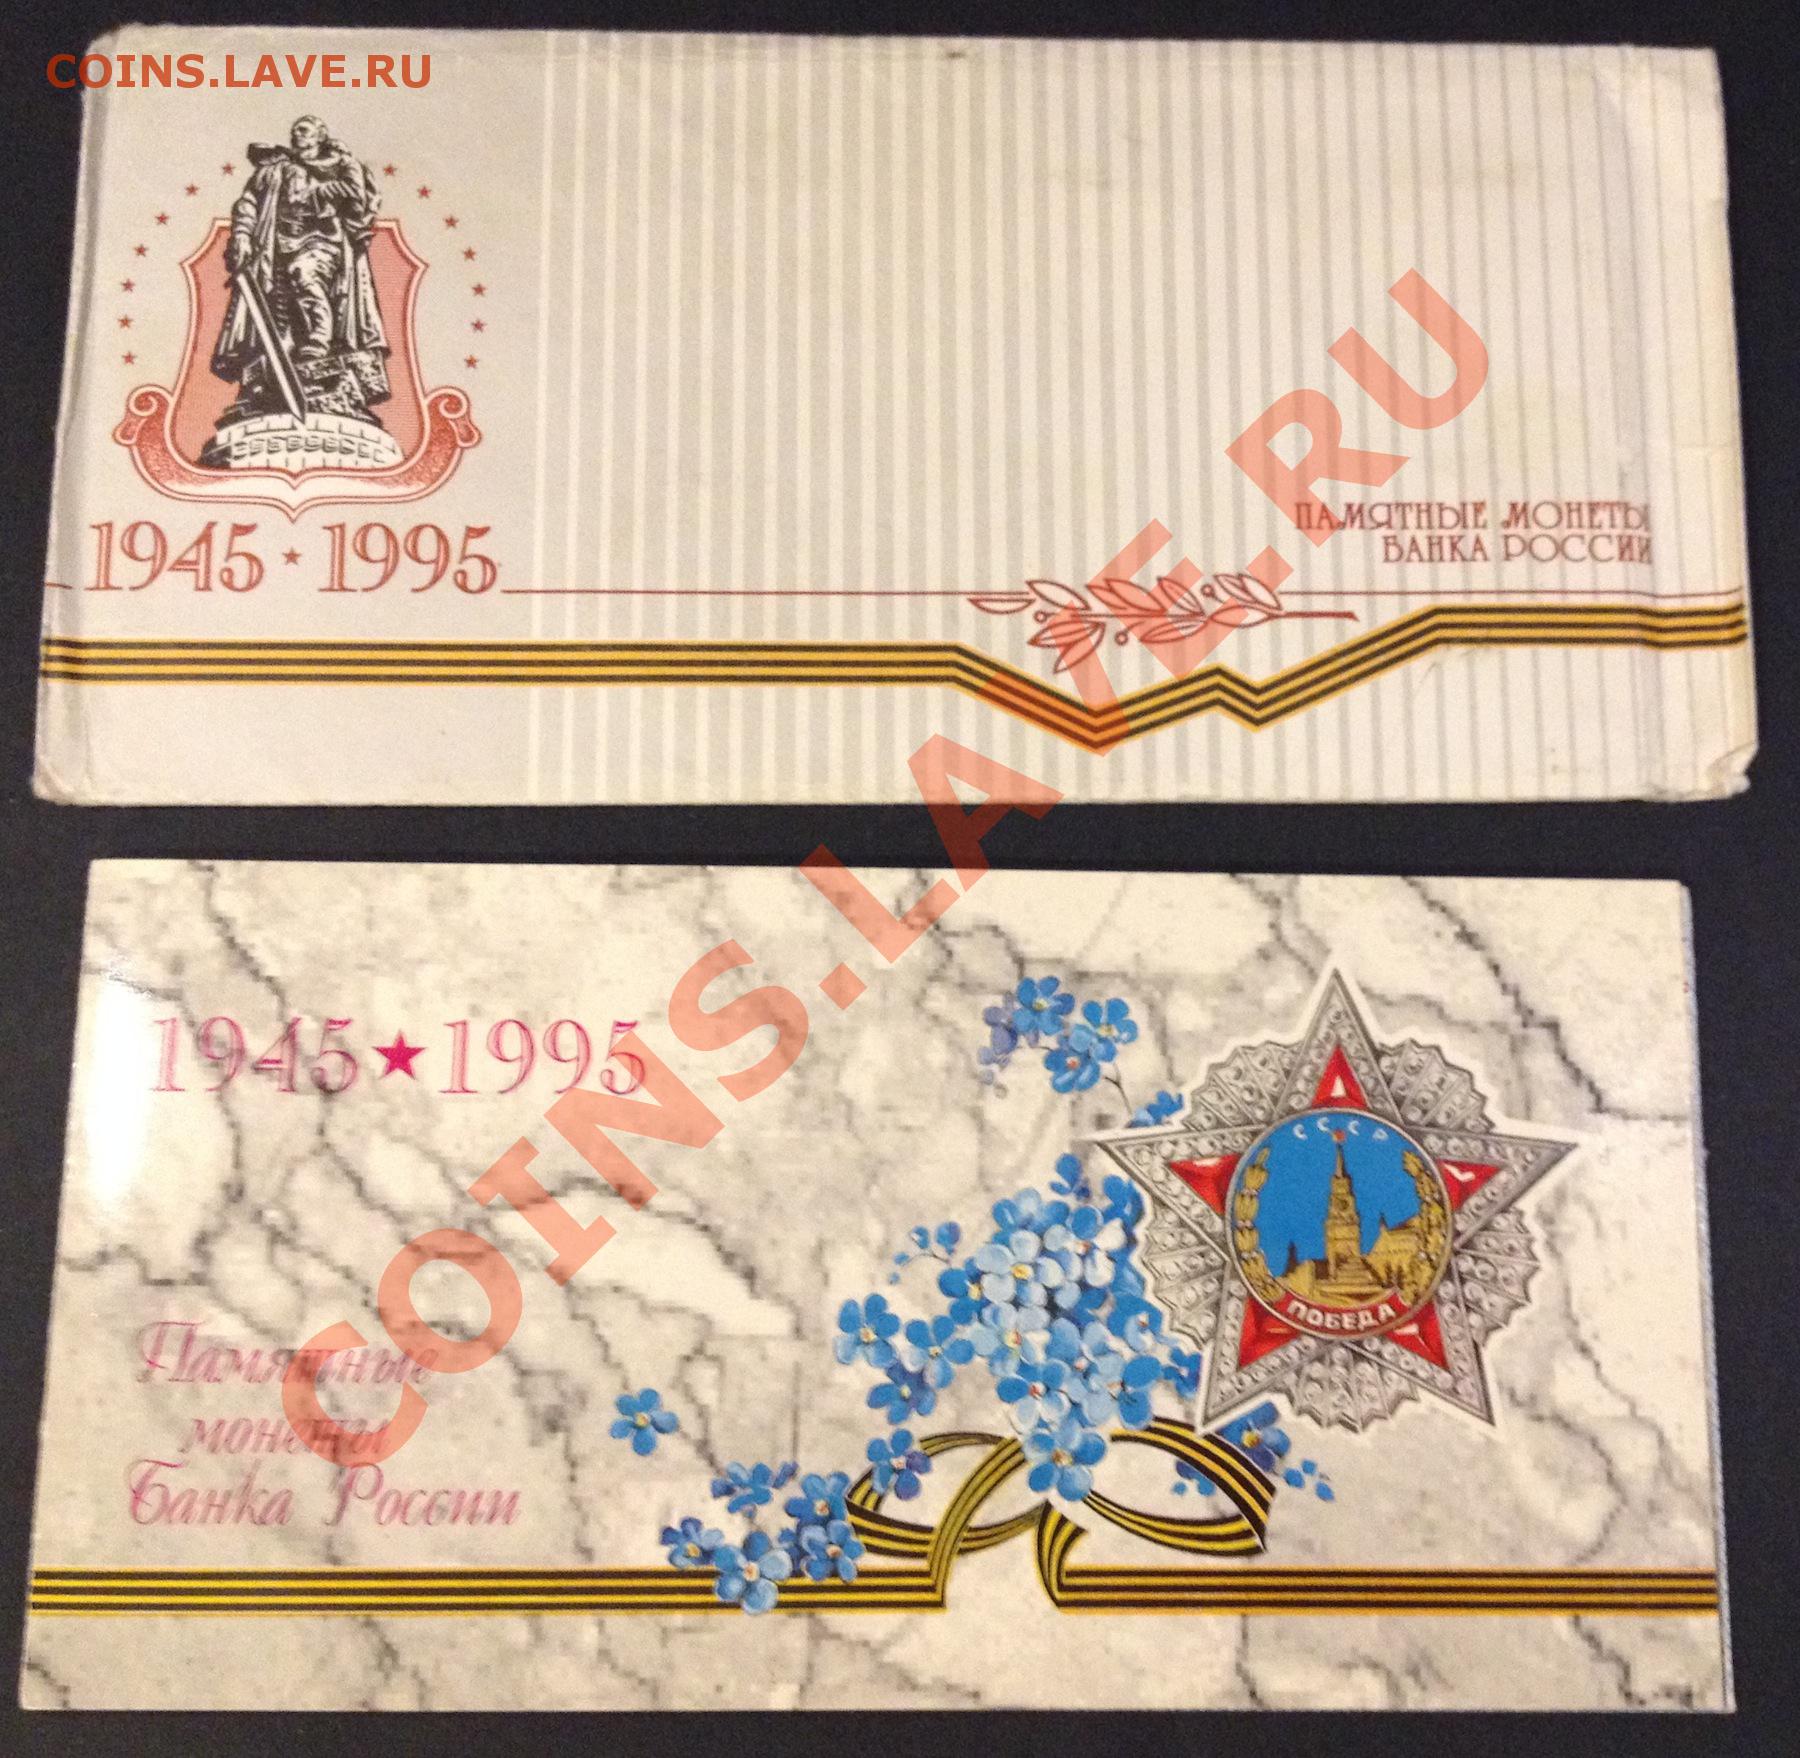 COINS.LAVE.RU
1945 ★ 1995
ПАМЯТНЫЕ МОНЕТЫ
БАНКА РОССИИ
COINS.LAVE.RU
1945★1995
СССР
ПОБЕДА
Памятные
монеты
Банка России